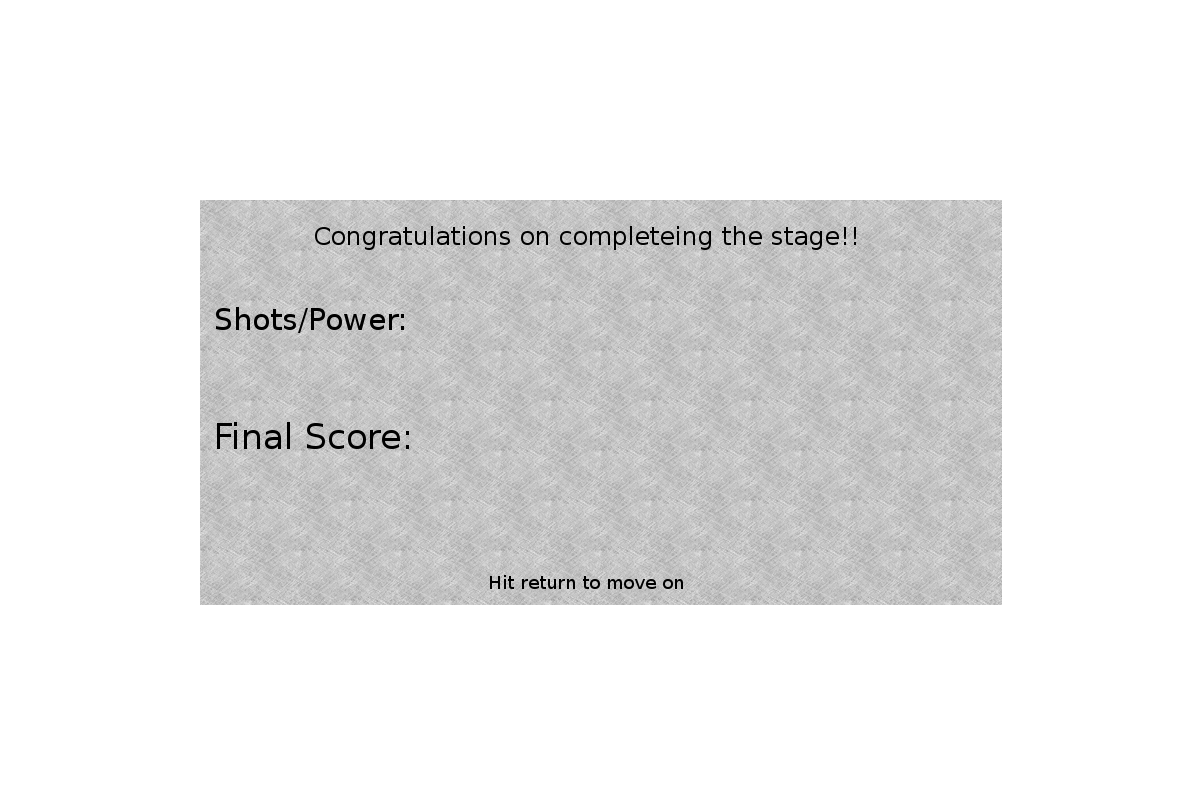 Congratulations on completeing the stage!!
Shots/Power:
Final Score:
Hit return to move on